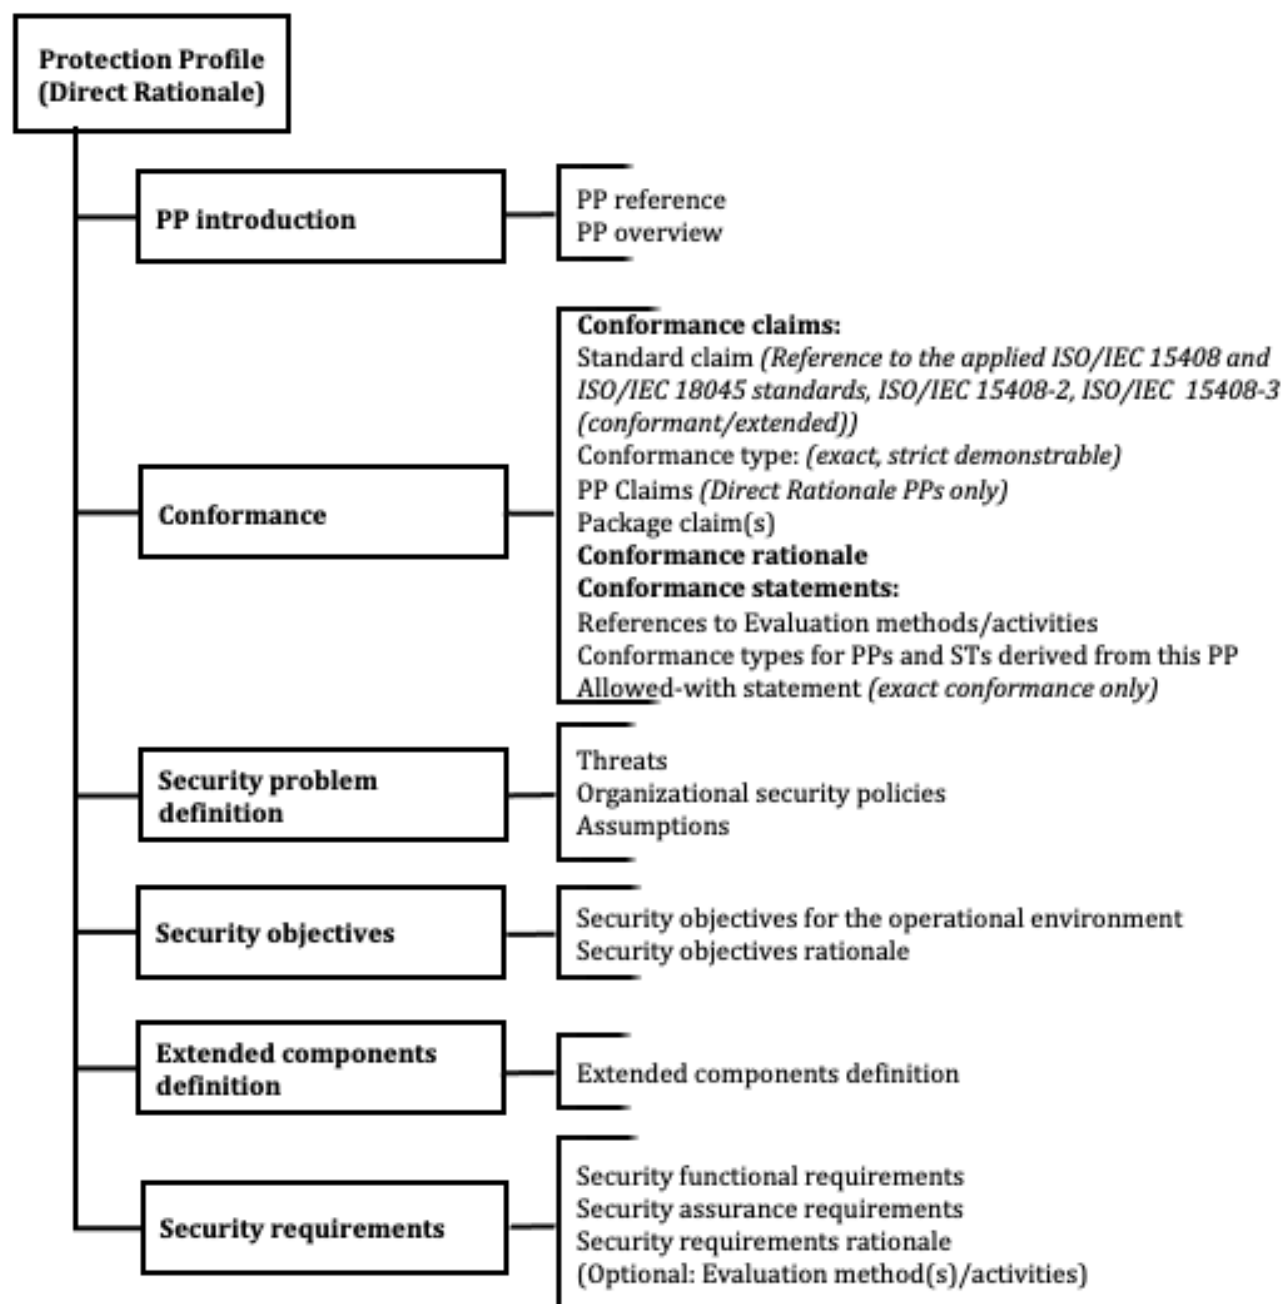 Protection Profile
(Direct Rationale)
PP introduction
PP reference
PP overview
Conformance
Conformance claims:
Standard claim (Reference to the applied ISO/IEC 15408 and
ISO/IEC 18045 standards, ISO/IEC 15408-2, ISO/IEC 15408-3
(conformant/extended))
Conformance type: (exact, strict demonstrable)
PP Claims (Direct Rationale PPs only)
Package claim(s)
Conformance rationale
Conformance statements:
References to Evaluation methods/activities
Conformance types for PPs and STs derived from this PP
Allowed-with statement (exact conformance only)
Security problem
definition
Threats
Organizational security policies
Assumptions
Security objectives
Security objectives for the operational environment
Security objectives rationale
Extended components
definition
Extended components definition
Security requirements
Security functional requirements
Security assurance requirements
Security requirements rationale
(Optional: Evaluation method(s)/activities)